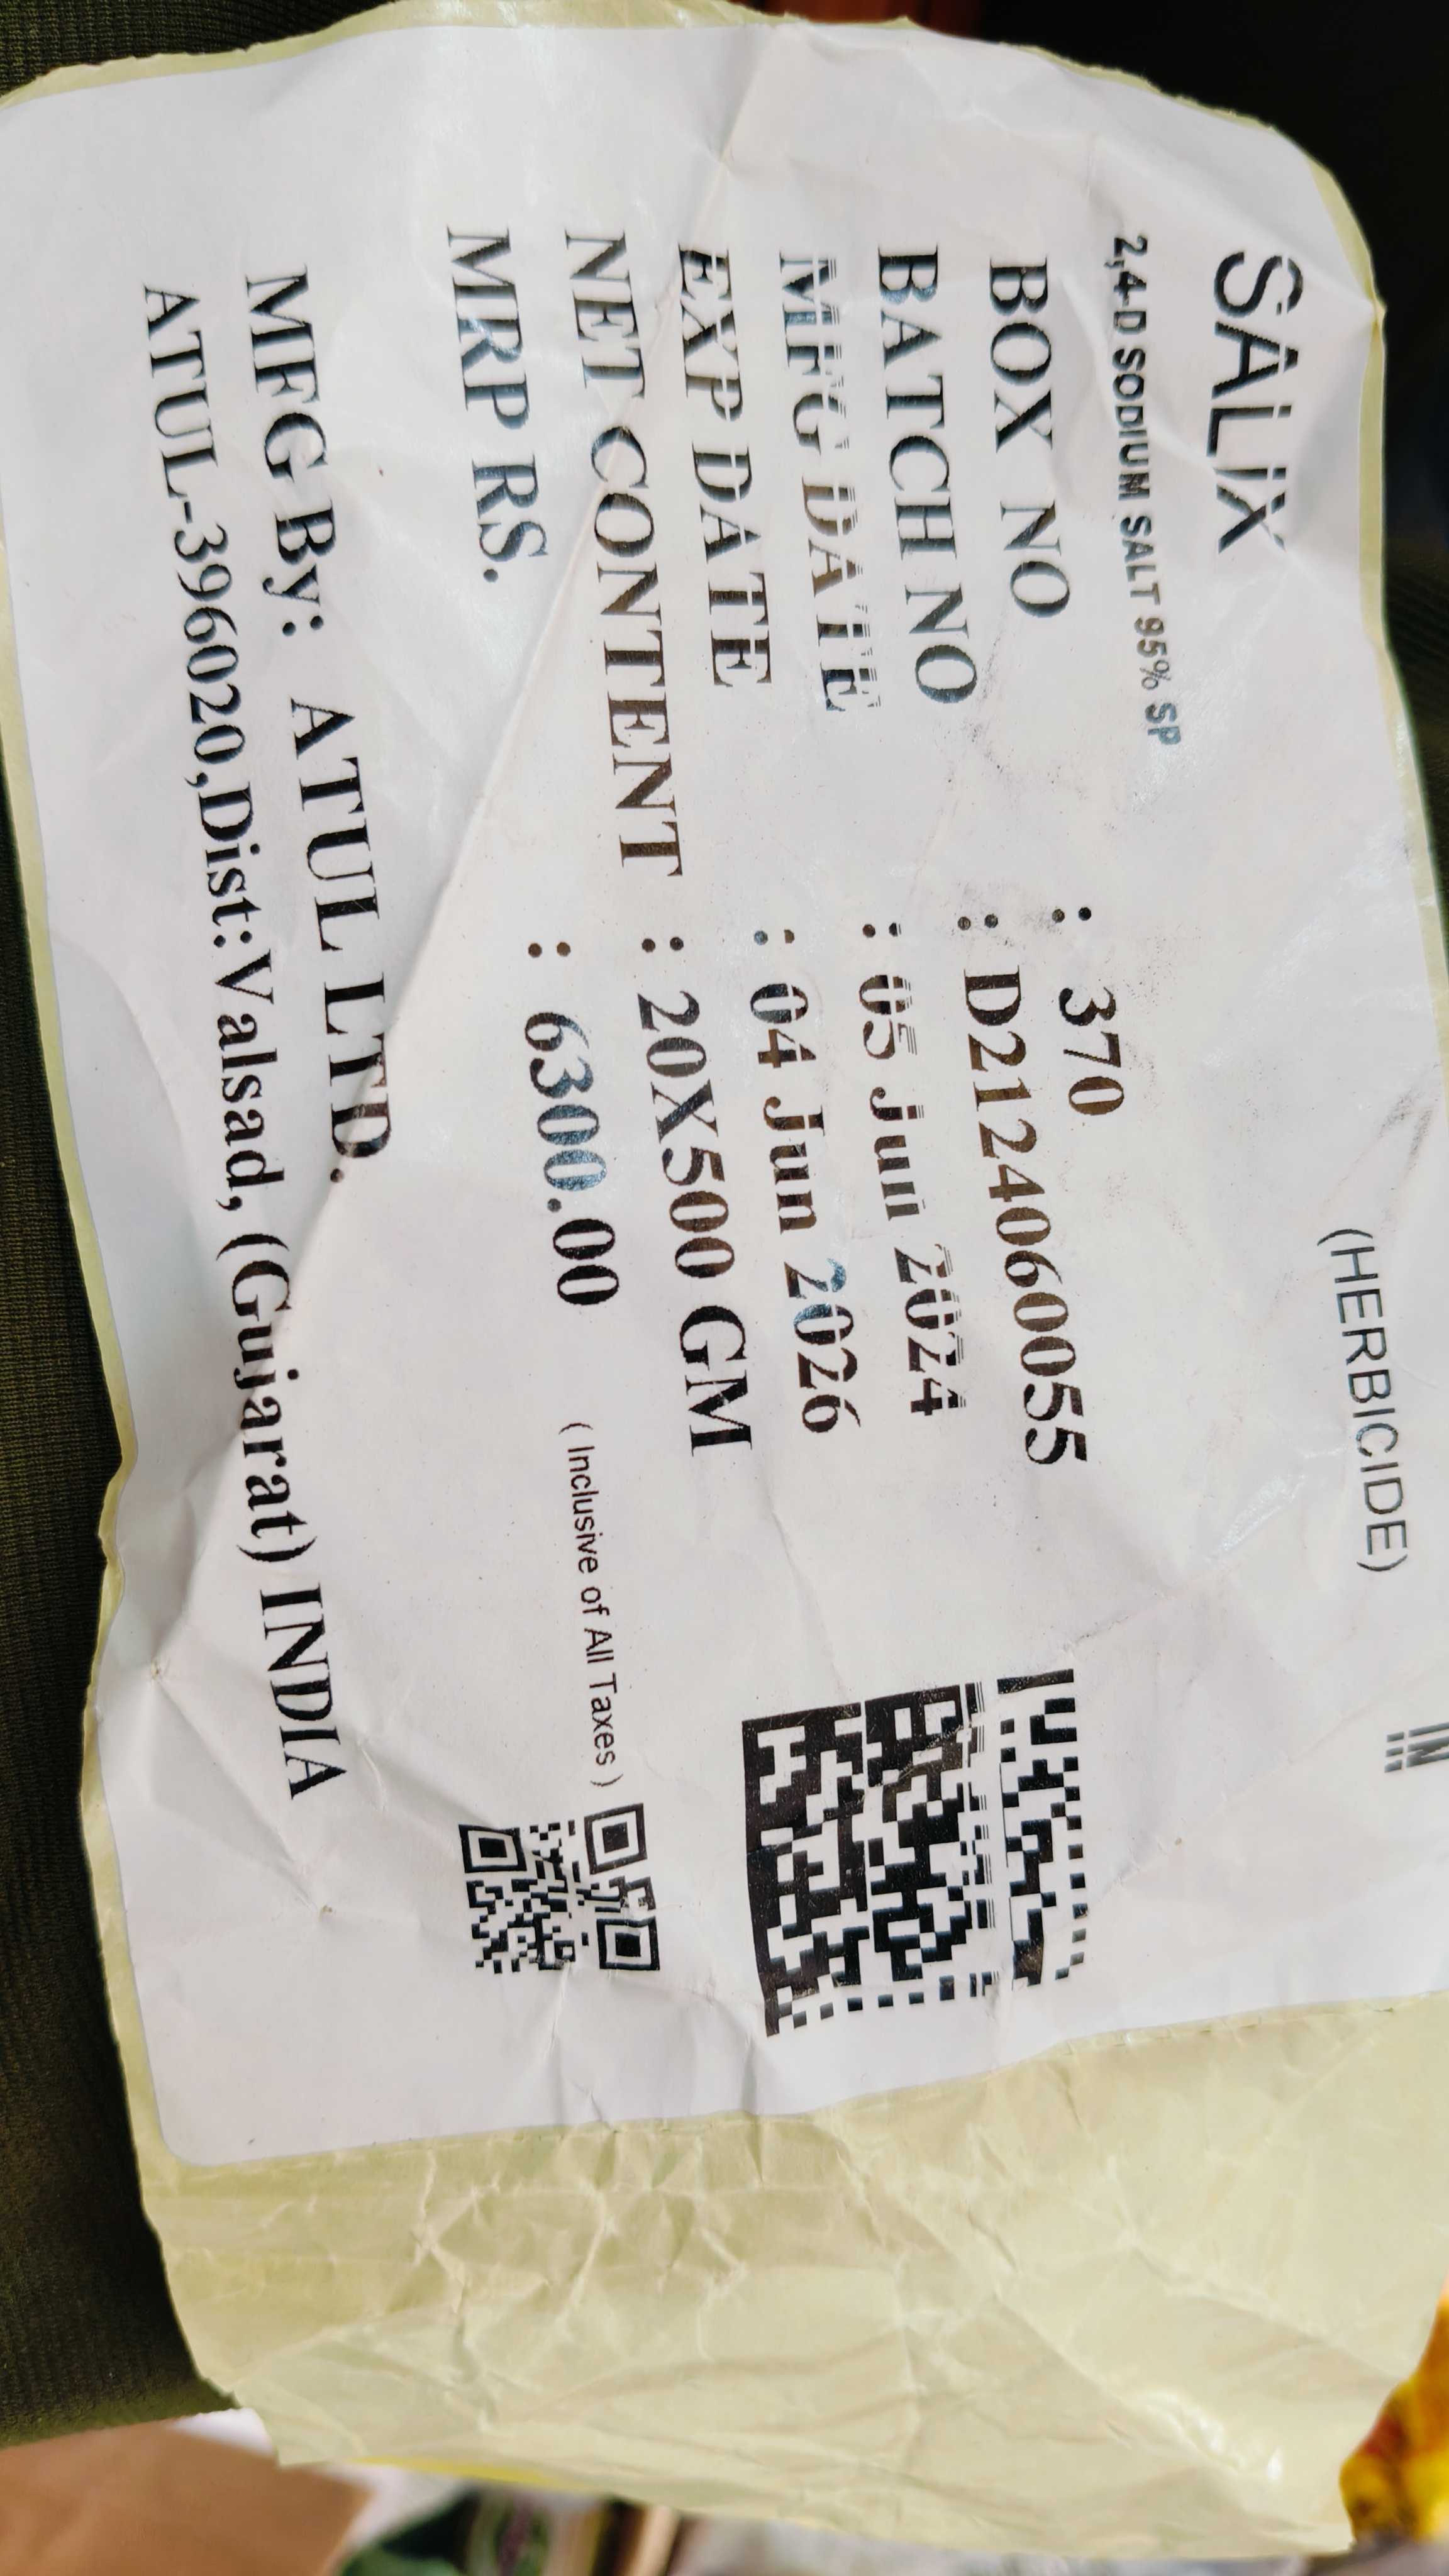 (HERBICIDE)
SALiX
2,4-D SODIUM SALT 95% SP
BOX NO : 370
BATCH NO : D2124060055
MFG DATE : 05 Jun 2024
EXP DATE : 04 Jun 2026
NET CONTENT : 20X500 GM
MRP RS. : 6300.00 ( Inclusive of All Taxes )
MFG By: ATUL LTD.
ATUL-396020,Dist:Valsad, (Gujarat) INDIA